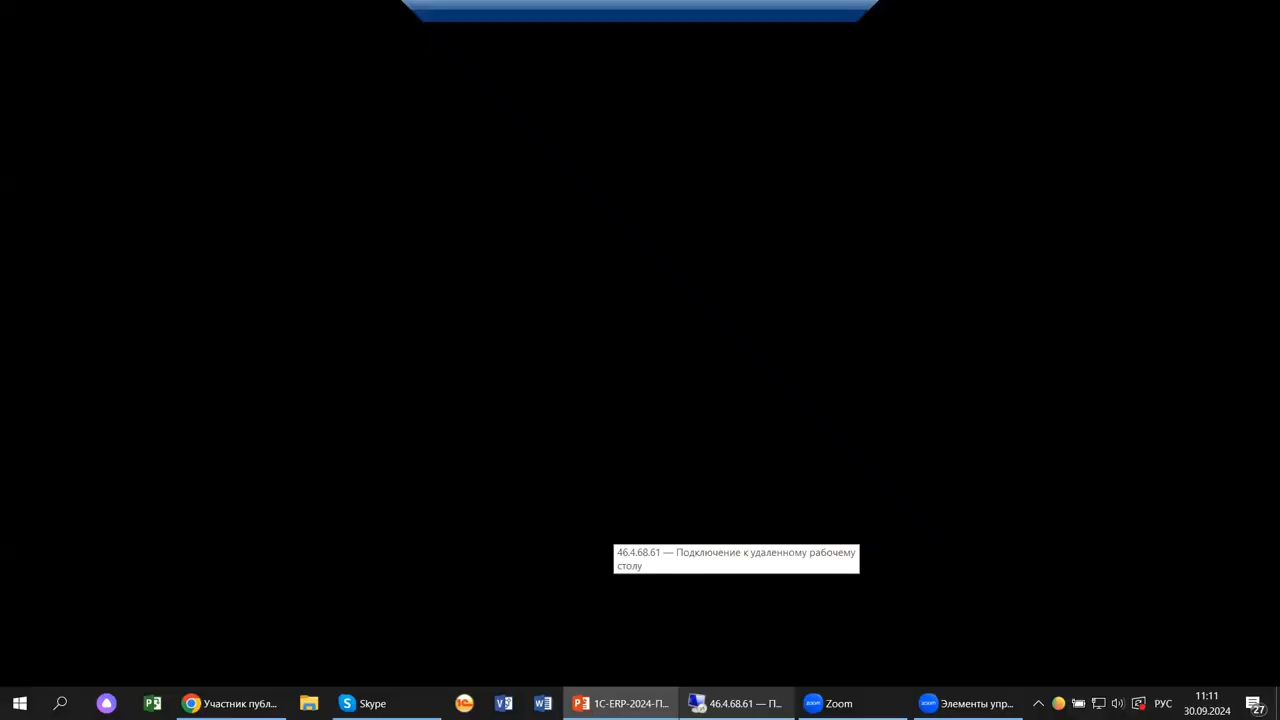 46.4.68.61 — Подключение к удаленному рабочему
столу
Участник публ...
Skype
1C-ERP-2024-П...
46.4.68.61 — П...
Zoom
Элементы упр...
РУС
11:11
30.09.2024
27